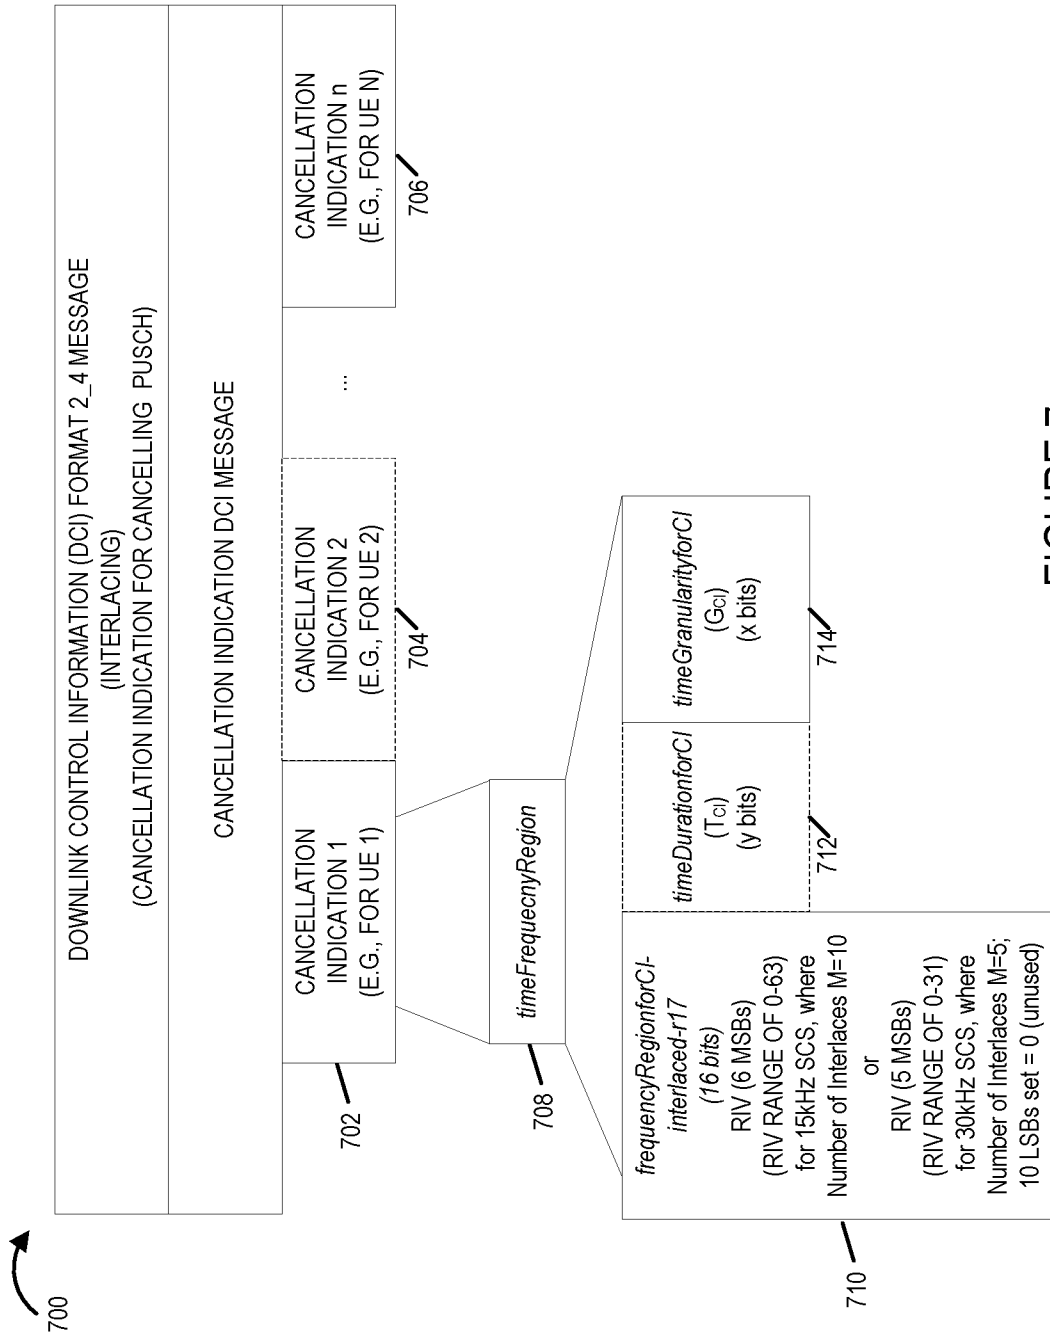 700
DOWNLINK CONTROL INFORMATION (DCI) FORMAT 2_4 MESSAGE
(INTERLACING)
(CANCELLATION INDICATION FOR CANCELLING PUSCH)
CANCELLATION INDICATION DCI MESSAGE
CANCELLATION
INDICATION 1
(E.G., FOR UE 1)
702
CANCELLATION
INDICATION 2
(E.G., FOR UE 2)
704
...
CANCELLATION
INDICATION n
(E.G., FOR UE N)
706
timeFrequecnyRegion
708
frequencyRegionforCI-
interlaced-r17
(16 bits)
RIV (6 MSBs)
(RIV RANGE OF 0-63)
for 15kHz SCS, where
Number of Interlaces M=10
or
RIV (5 MSBs)
(RIV RANGE OF 0-31)
for 30kHz SCS, where
Number of Interlaces M=5;
10 LSBs set = 0 (unused)
710
timeDurationforCI
(TCI)
(y bits)
712
timeGranularityforCI
(GCI)
(x bits)
714